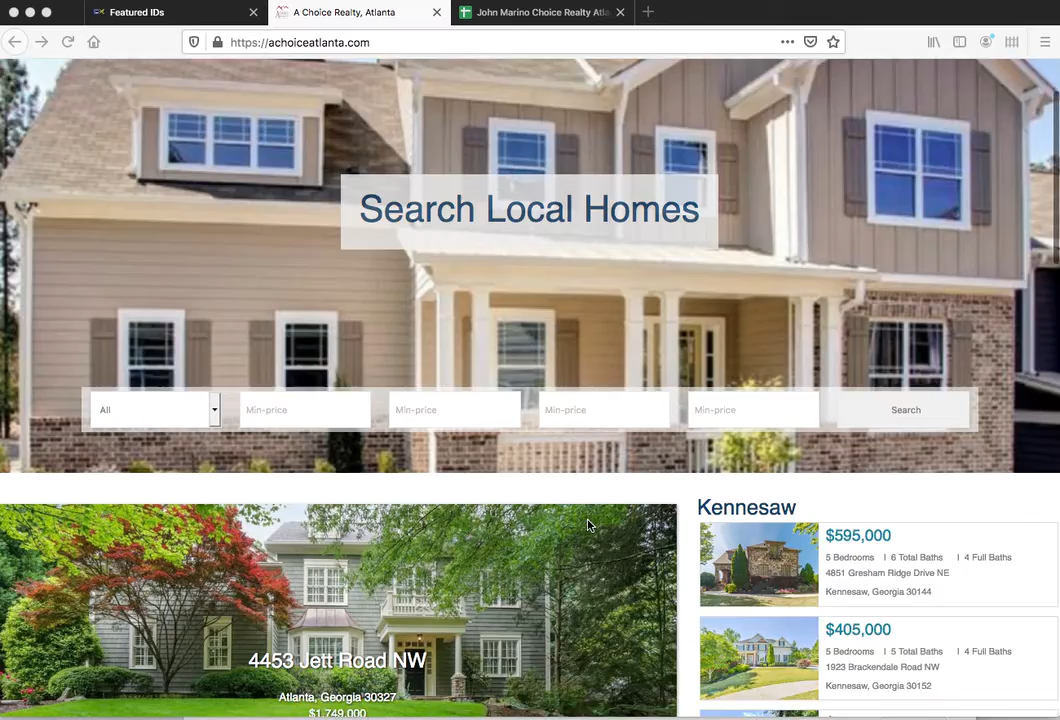 Featured IDs
A Choice Realty, Atlanta
John Marino Choice Realty Atla
https://achoiceatlanta.com
Search Local Homes
All
Min-price
Min-price
Min-price
Min-price
Search
4453 Jett Road NW
Atlanta, Georgia 30327
$1,749,000
Kennesaw
$595,000
5 Bedrooms | 6 Total Baths | 4 Full Baths
4851 Gresham Ridge Drive NE
Kennesaw, Georgia 30144
$405,000
5 Bedrooms | 5 Total Baths | 4 Full Baths
1923 Brackendale Road NW
Kennesaw, Georgia 30152